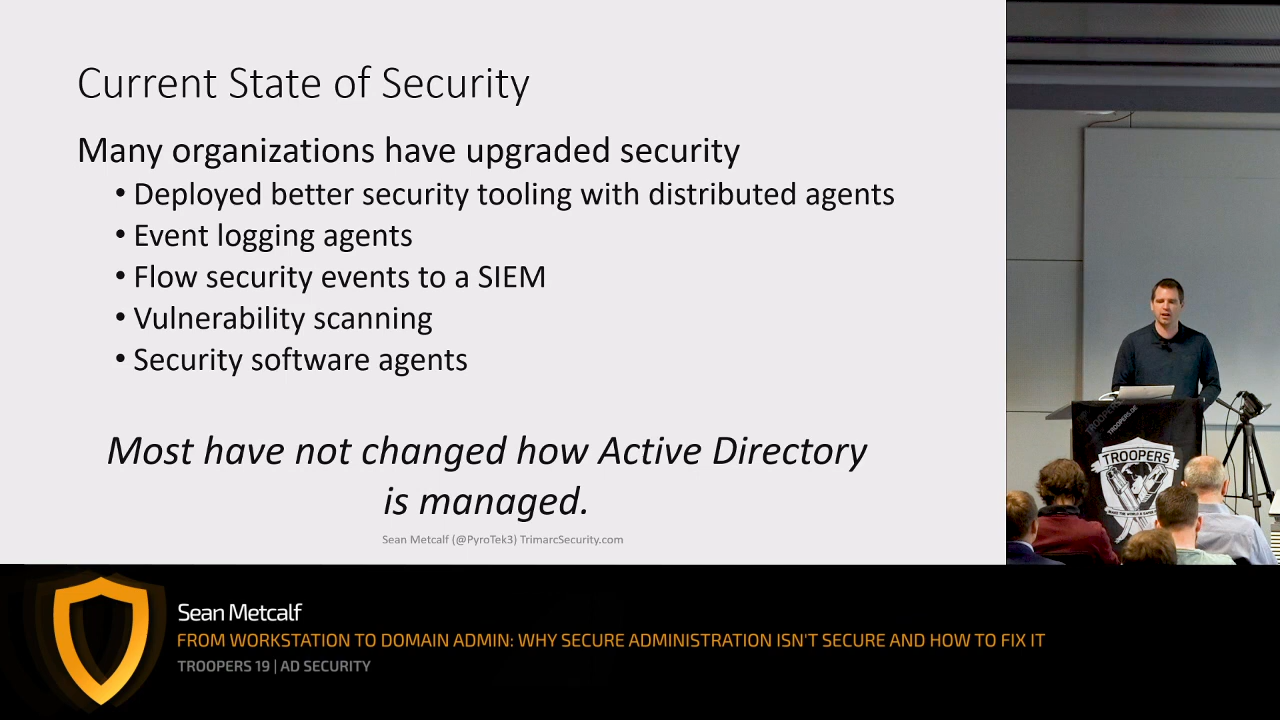 Current State of Security
Many organizations have upgraded security
• Deployed better security tooling with distributed agents
• Event logging agents
• Flow security events to a SIEM
• Vulnerability scanning
• Security software agents
Most have not changed how Active Directory
is managed.
Sean Metcalf (@PyroTek3) TrimarcSecurity.com
TROOPERS
TROOPERS.DE
TROOPERS
Sean Metcalf
FROM WORKSTATION TO DOMAIN ADMIN: WHY SECURE ADMINISTRATION ISN'T SECURE AND HOW TO FIX IT
TROOPERS 19 | AD SECURITY